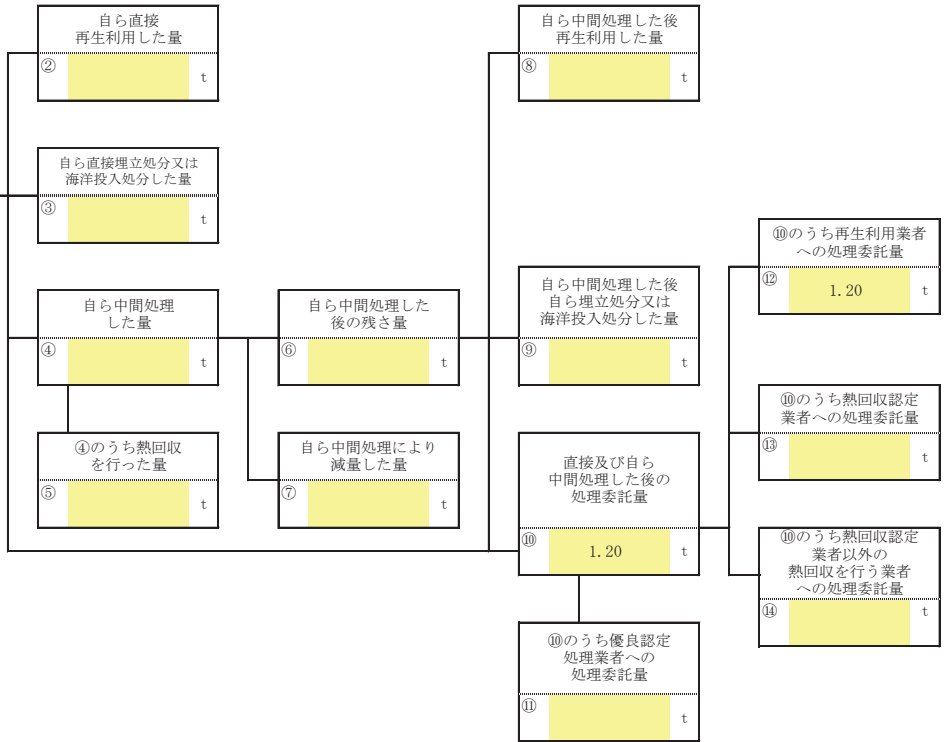 自ら直接
再生利用した量
②
t
自ら直接埋立処分又は
海洋投入処分した量
③
t
自ら中間処理
した量
④
t
④のうち熱回収
を行った量
⑤
t
自ら中間処理した
後の残さ量
⑥
t
自ら中間処理により
減量した量
⑦
t
自ら中間処理した後
再生利用した量
⑧
t
自ら中間処理した後
自ら埋立処分又は
海洋投入処分した量
⑨
t
直接及び自ら
中間処理した後の
処理委託量
⑩ 1.20 t
⑩のうち優良認定
処理業者への
処理委託量
⑪
t
⑩のうち再生利用業者
への処理委託量
⑫ 1.20 t
⑩のうち熱回収認定
業者への処理委託量
⑬
t
⑩のうち熱回収認定
業者以外の
熱回収を行う業者
への処理委託量
⑭
t